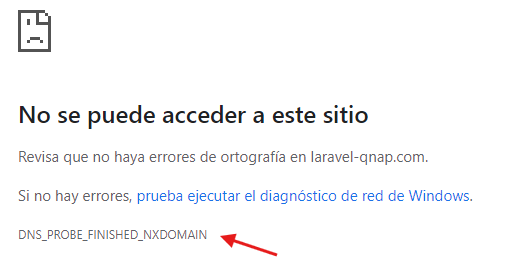 No se puede acceder a este sitio
Revisa que no haya errores de ortografía en laravel-qnap.com.
Si no hay errores, prueba ejecutar el diagnóstico de red de Windows.
DNS_PROBE_FINISHED_NXDOMAIN